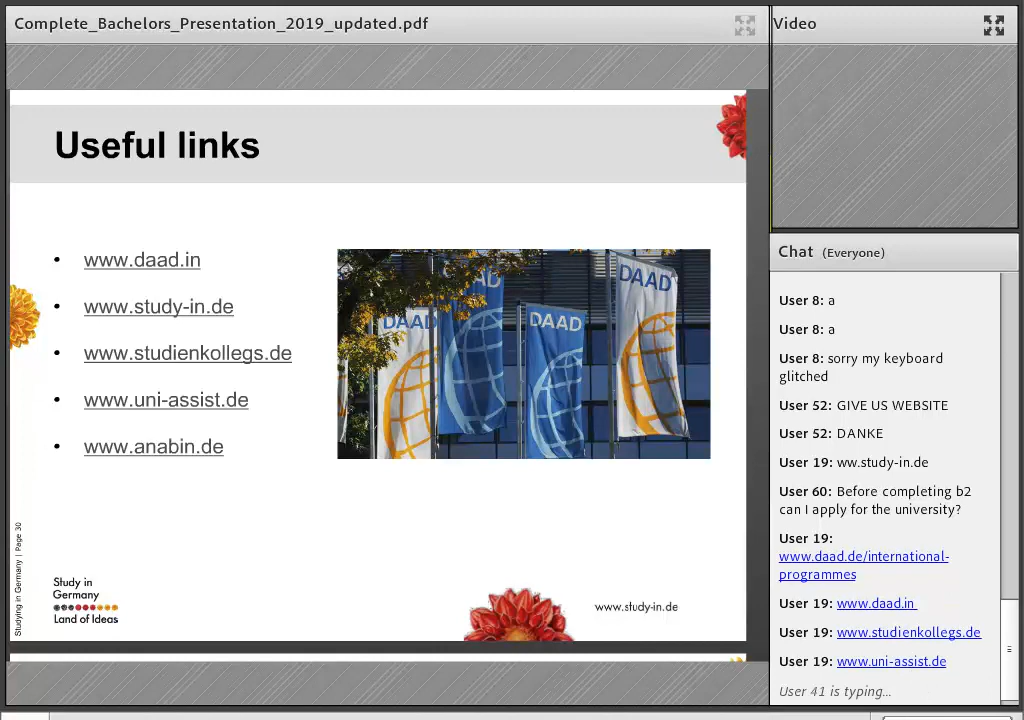 Complete_Bachelors_Presentation_2019_updated.pdf
Useful links
• www.daad.in
• www.study-in.de
• www.studienkollegs.de
• www.uni-assist.de
• www.anabin.de
DAAD
DAAD
DAAD
Studying in Germany | Page 30
Study in
Germany
Land of Ideas
www.study-in.de
Video
Chat (Everyone)
User 8: a
User 8: a
User 8: sorry my keyboard
glitched
User 52: GIVE US WEBSITE
User 52: DANKE
User 19: ww.study-in.de
User 60: Before completing b2
can I apply for the university?
User 19:
www.daad.de/international-
programmes
User 19: www.daad.in
User 19: www.studienkollegs.de
User 19: www.uni-assist.de
User 41 is typing...